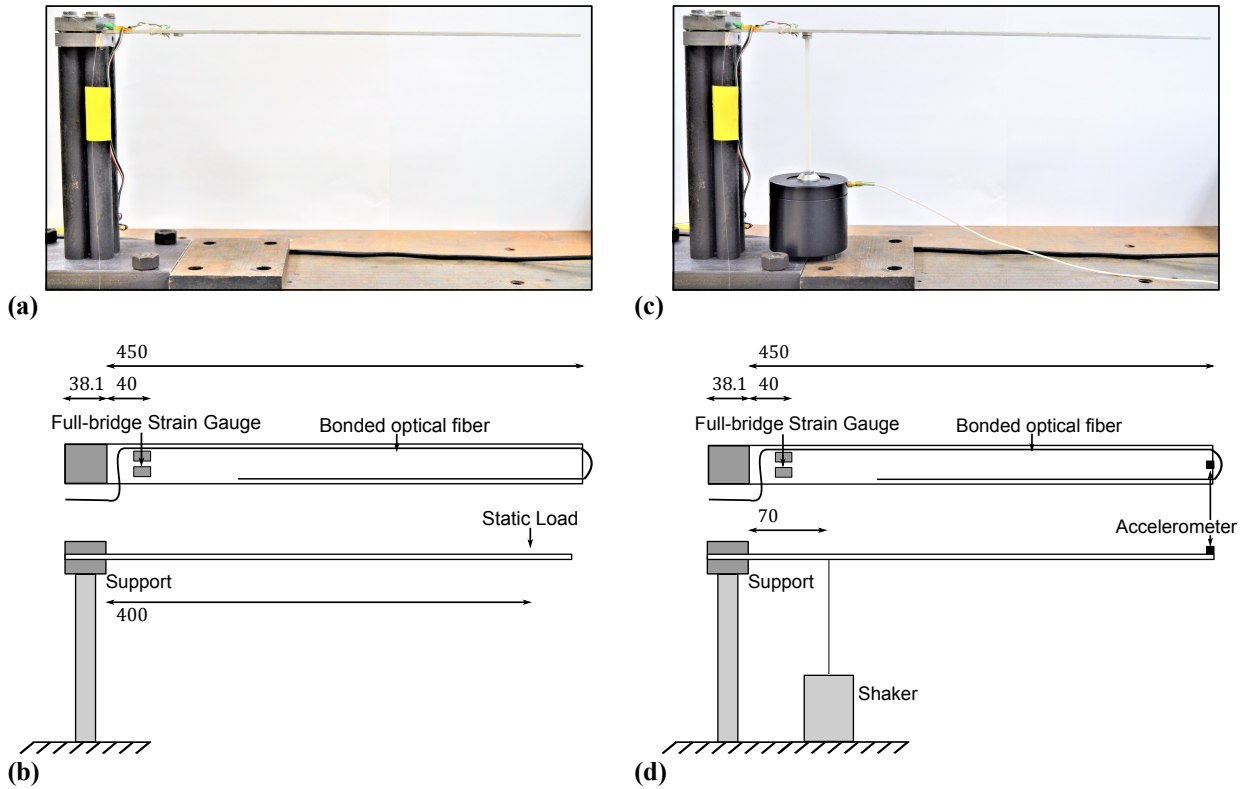 (a)
(c)
450
38.1 40
Full-bridge Strain Gauge
Bonded optical fiber
Static Load
Support
400
(b)
450
38.1 40
Full-bridge Strain Gauge
Bonded optical fiber
70
Accelerometer
Support
Shaker
(d)